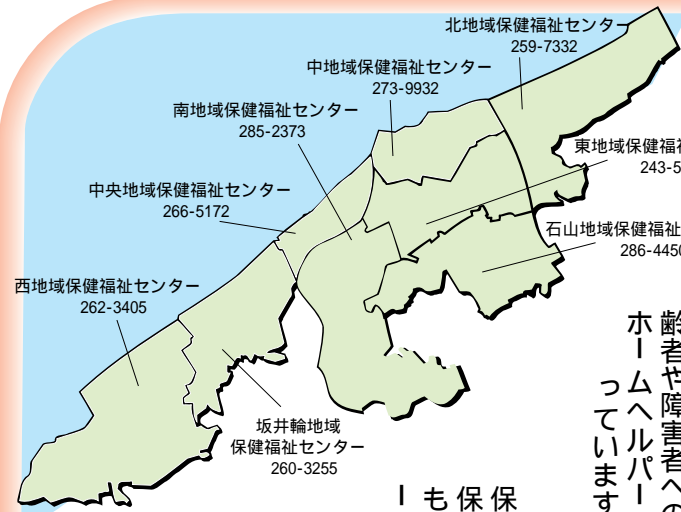 北地域保健福祉センター
259-7332
中地域保健福祉センター
273-9932
南地域保健福祉センター
285-2373
東地域保健福
243-5
中央地域保健福祉センター
266-5172
石山地域保健福祉
286-4450
西地域保健福祉センター
262-3405
坂井輪地域
保健福祉センター
260-3255
齢者や障害者への
ホームヘルパー
っています
保
保
も
ー